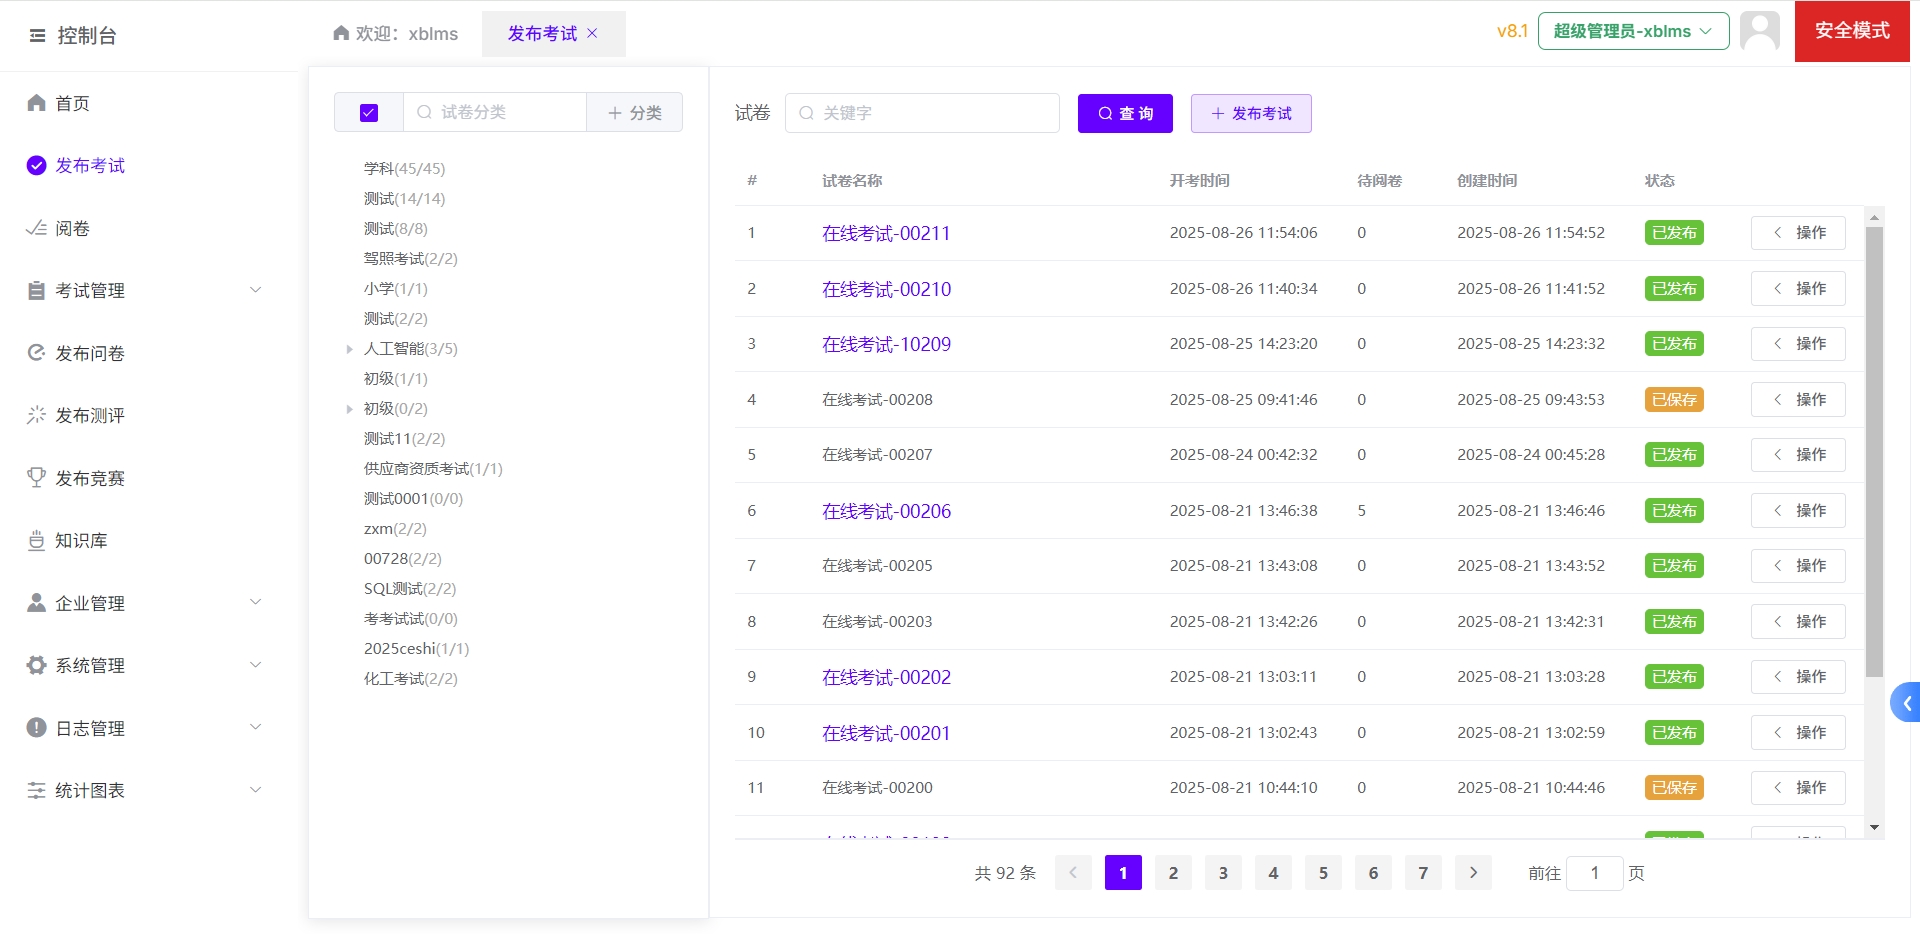 控制台
欢迎：xblms
发布考试
v8.1
超级管理员-xblms
安全模式
首页
发布考试
阅卷
考试管理
发布问卷
发布测评
发布竞赛
知识库
企业管理
系统管理
日志管理
统计图表
试卷分类
分类
学科(45/45)
测试(14/14)
测试(8/8)
驾照考试(2/2)
小学(1/1)
测试(2/2)
人工智能(3/5)
初级(1/1)
初级(0/2)
测试11(2/2)
供应商资质考试(1/1)
测试0001(0/0)
zxm(2/2)
00728(2/2)
SQL测试(2/2)
考考试试(0/0)
2025ceshi(1/1)
化工考试(2/2)
试卷 关键字 查 询 发布考试
# 试卷名称 开考时间 待阅卷 创建时间 状态
1 在线考试-00211 2025-08-26 11:54:06 0 2025-08-26 11:54:52 已发布 操作
2 在线考试-00210 2025-08-26 11:40:34 0 2025-08-26 11:41:52 已发布 操作
3 在线考试-10209 2025-08-25 14:23:20 0 2025-08-25 14:23:32 已发布 操作
4 在线考试-00208 2025-08-25 09:41:46 0 2025-08-25 09:43:53 已保存 操作
5 在线考试-00207 2025-08-24 00:42:32 0 2025-08-24 00:45:28 已发布 操作
6 在线考试-00206 2025-08-21 13:46:38 5 2025-08-21 13:46:46 已发布 操作
7 在线考试-00205 2025-08-21 13:43:08 0 2025-08-21 13:43:52 已发布 操作
8 在线考试-00203 2025-08-21 13:42:26 0 2025-08-21 13:42:31 已发布 操作
9 在线考试-00202 2025-08-21 13:03:11 0 2025-08-21 13:03:28 已发布 操作
10 在线考试-00201 2025-08-21 13:02:43 0 2025-08-21 13:02:59 已发布 操作
11 在线考试-00200 2025-08-21 10:44:10 0 2025-08-21 10:44:46 已保存 操作
共 92 条 1 2 3 4 5 6 7 前往 1 页